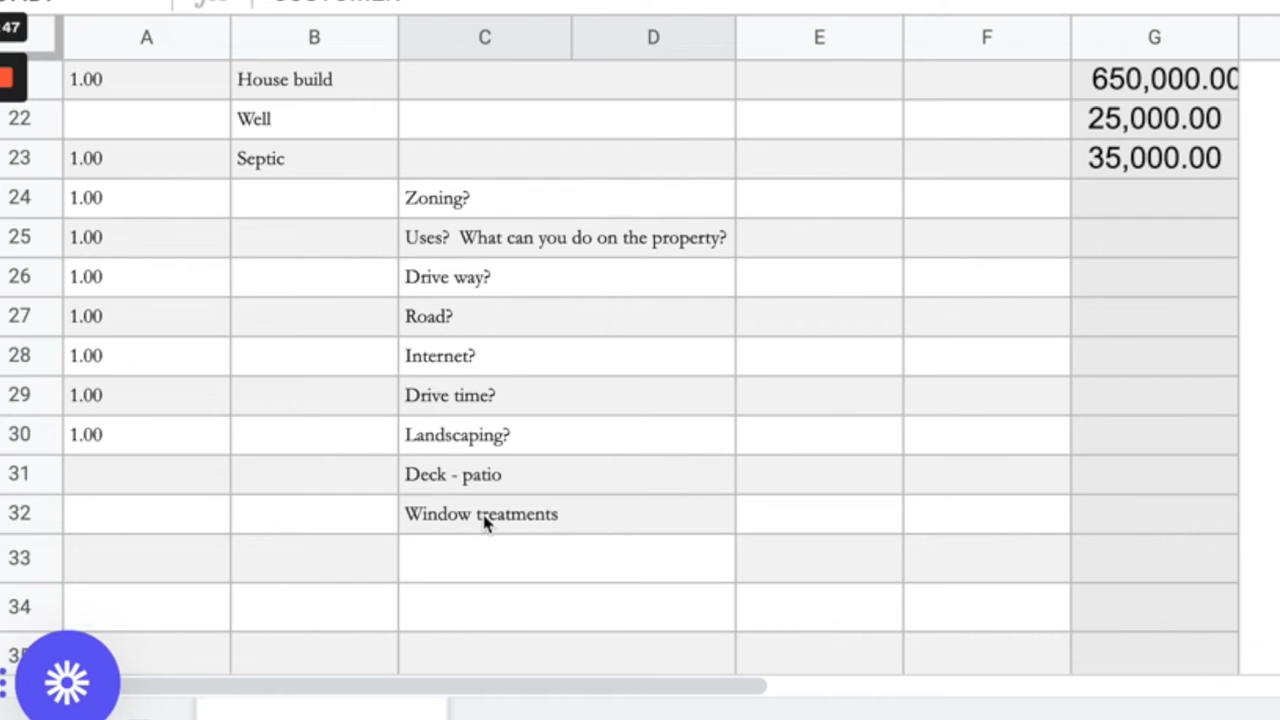 47
A B C D E F G
1.00 House build 650,000.00
22 Well 25,000.00
23 1.00 Septic 35,000.00
24 1.00 Zoning?
25 1.00 Uses? What can you do on the property?
26 1.00 Drive way?
27 1.00 Road?
28 1.00 Internet?
29 1.00 Drive time?
30 1.00 Landscaping?
31 Deck - patio
32 Window treatments
33
34